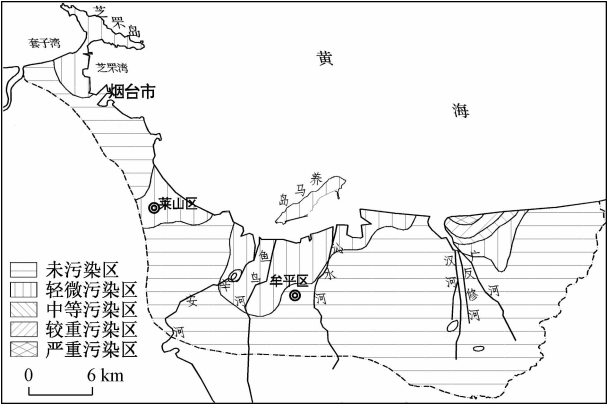 芝罘岛
套子湾
芝罘湾
烟台市
黄海
养马岛
莱山区
辛安河
鱼鸟河
牟平区
沁水河
汉河
反修河
广河
未污染区
轻微污染区
中等污染区
较重污染区
严重污染区
0 6 km